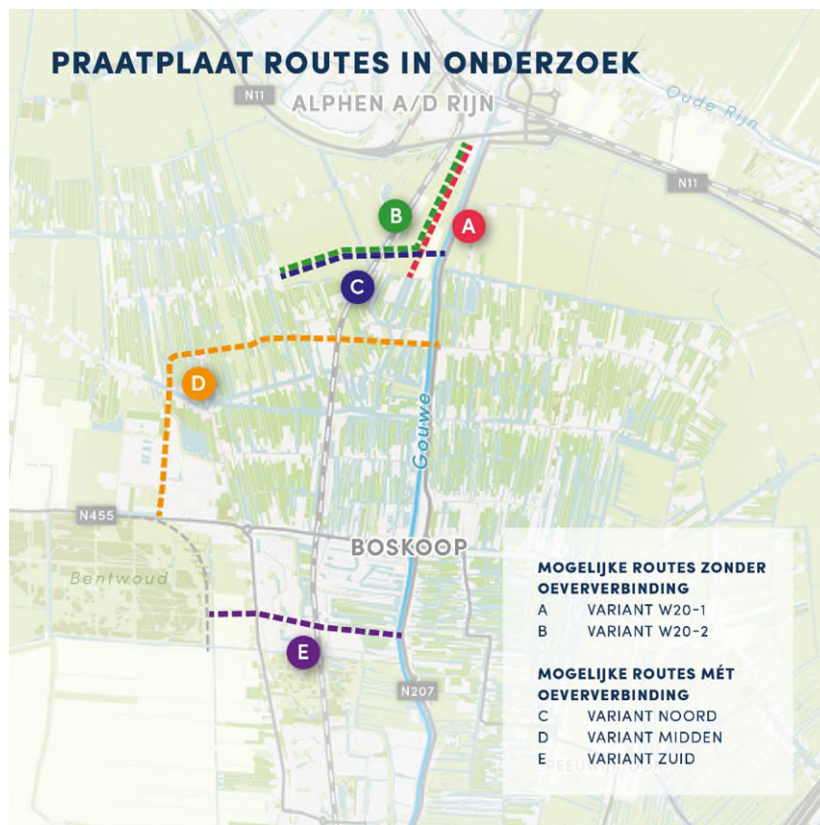 PRAATPLAAT ROUTES IN ONDERZOEK
N11
ALPHEN A/D RIJN
Oude Rijn
N11
B
A
C
D
Gouwe
N455
BOSKOOP
Bentwoud
E
N207
MOGELIJKE ROUTES ZONDER
OEVERVERBINDING
A VARIANT W20-1
B VARIANT W20-2
MOGELIJKE ROUTES MÉT
OEVERVERBINDING
C VARIANT NOORD
D VARIANT MIDDEN
E VARIANT ZUID